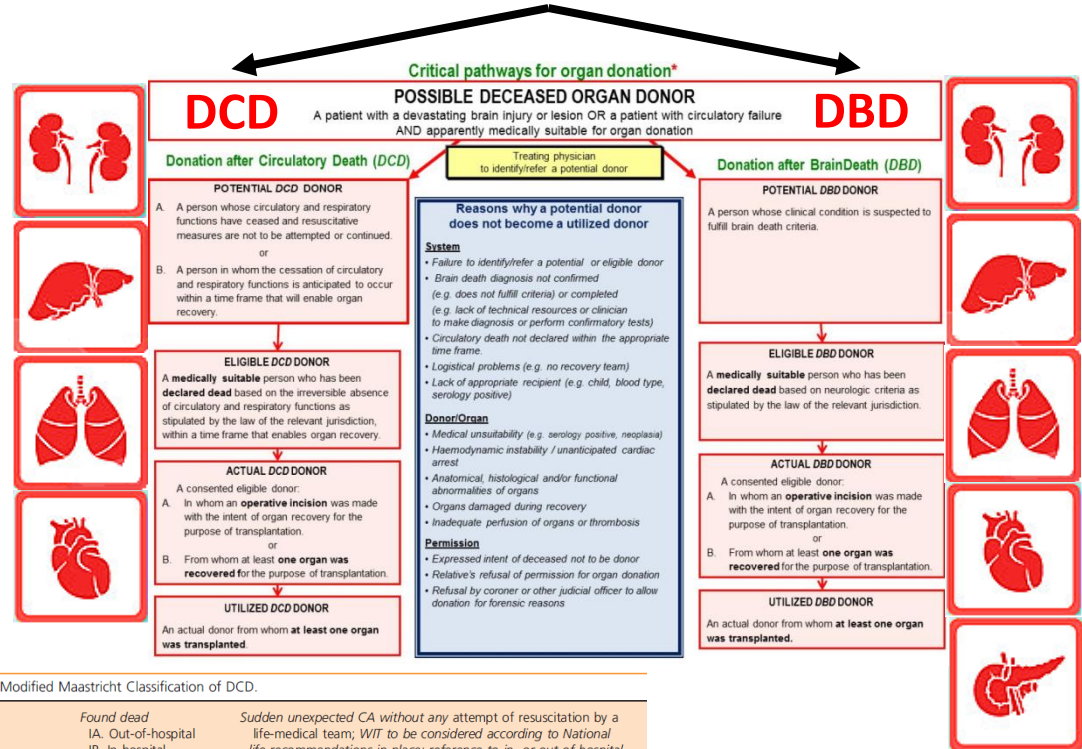 Critical pathways for organ donation*
DCD
POSSIBLE DECEASED ORGAN DONOR
DBD
A patient with a devastating brain injury or lesion OR a patient with circulatory failure
AND apparently medically suitable for organ donation
Donation after Circulatory Death (DCD)
Treating physician
to identify/refer a potential donor
Donation after BrainDeath (DBD)
POTENTIAL DCD DONOR
A. A person whose circulatory and respiratory
functions have ceased and resuscitative
measures are not to be attempted or continued.
or
B. A person in whom the cessation of circulatory
and respiratory functions is anticipated to occur
within a time frame that will enable organ
recovery.
ELIGIBLE DCD DONOR
A medically suitable person who has been
declared dead based on the irreversible absence
of circulatory and respiratory functions as
stipulated by the law of the relevant jurisdiction,
within a time frame that enables organ recovery.
ACTUAL DCD DONOR
A consented eligible donor:
A. In whom an operative incision was made
with the intent of organ recovery for the
purpose of transplantation.
or
B. From whom at least one organ was
recovered for the purpose of transplantation.
UTILIZED DCD DONOR
An actual donor from whom at least one organ
was transplanted.
Reasons why a potential donor
does not become a utilized donor
System
• Failure to identify/refer a potential or eligible donor
• Brain death diagnosis not confirmed
(e.g. does not fulfill criteria) or completed
(e.g. lack of technical resources or clinician
to make diagnosis or perform confirmatory tests)
• Circulatory death not declared within the appropriate
time frame.
• Logistical problems (e.g. no recovery team)
• Lack of appropriate recipient (e.g. child, blood type,
serology positive)
Donor/Organ
• Medical unsuitability (e.g. serology positive, neoplasia)
• Haemodynamic instability / unanticipated cardiac
arrest
• Anatomical, histological and/or functional
abnormalities of organs
• Organs damaged during recovery
• Inadequate perfusion of organs or thrombosis
Permission
• Expressed intent of deceased not to be donor
• Relative's refusal of permission for organ donation
• Refusal by coroner or other judicial officer to allow
donation for forensic reasons
POTENTIAL DBD DONOR
A person whose clinical condition is suspected to
fulfill brain death criteria.
ELIGIBLE DBD DONOR
A medically suitable person who has been
declared dead based on neurologic criteria as
stipulated by the law of the relevant jurisdiction.
ACTUAL DBD DONOR
A consented eligible donor:
A. In whom an operative incision was made
with the intent of organ recovery for the
purpose of transplantation.
or
B. From whom at least one organ was
recovered for the purpose of transplantation.
UTILIZED DBD DONOR
An actual donor from whom at least one organ
was transplanted.
Modified Maastricht Classification of DCD.
Found dead
Sudden unexpected CA without any attempt of resuscitation by a
IA. Out-of-hospital
life-medical team; WIT to be considered according to National
IB. In-hospital
life-recommendations in place; reference to in- or out-of-hospital